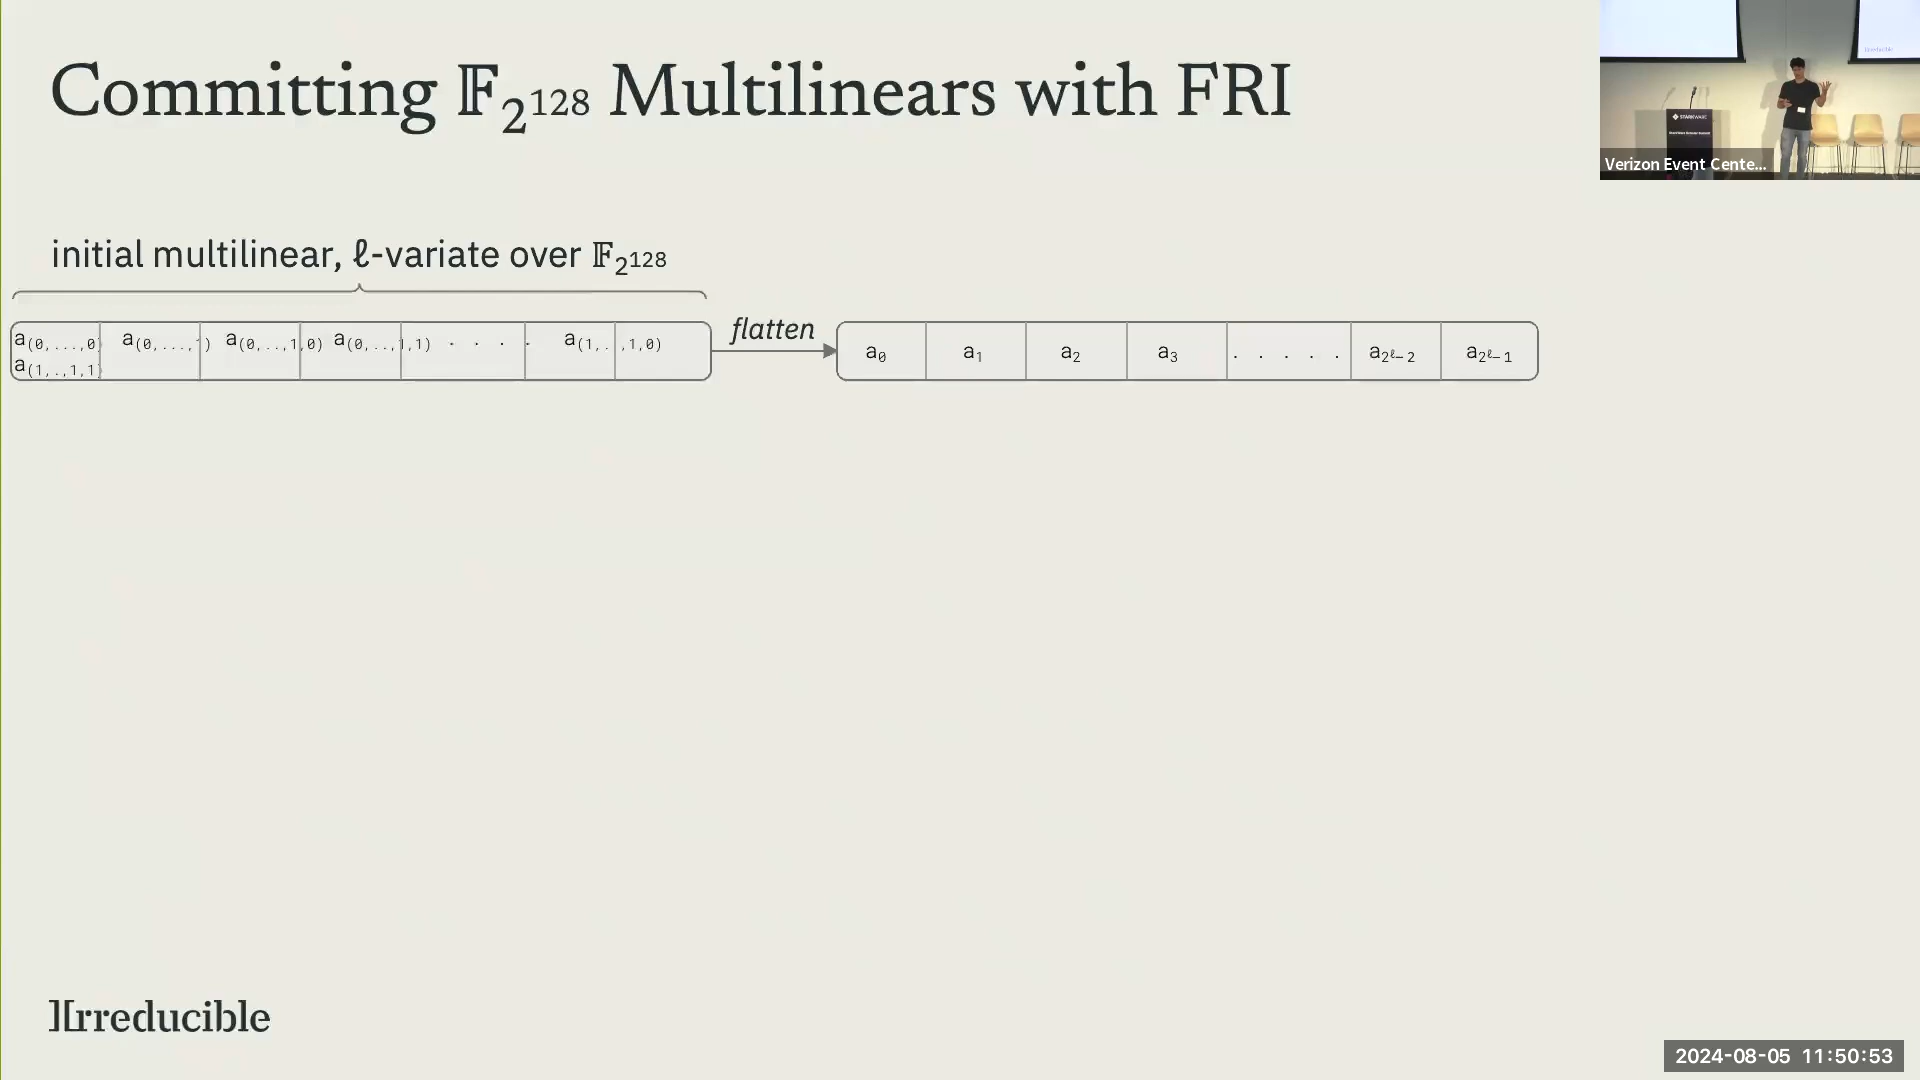 Committing 𝔽₂128 Multilinears with FRI
STARKWARE
Verizon Event Cente...
initial multilinear, ℓ-variate over 𝔽₂128
a(0,...,0) a(0,...,1) a(0,..,1,0) a(0,..,1,1) . . . . a(1,..,1,0)
a(1,.,1,1)
flatten
a₀ a₁ a₂ a₃ . . . . . a2ℓ–2 a2ℓ–1
Irreducible
2024-08-05 11:50:53